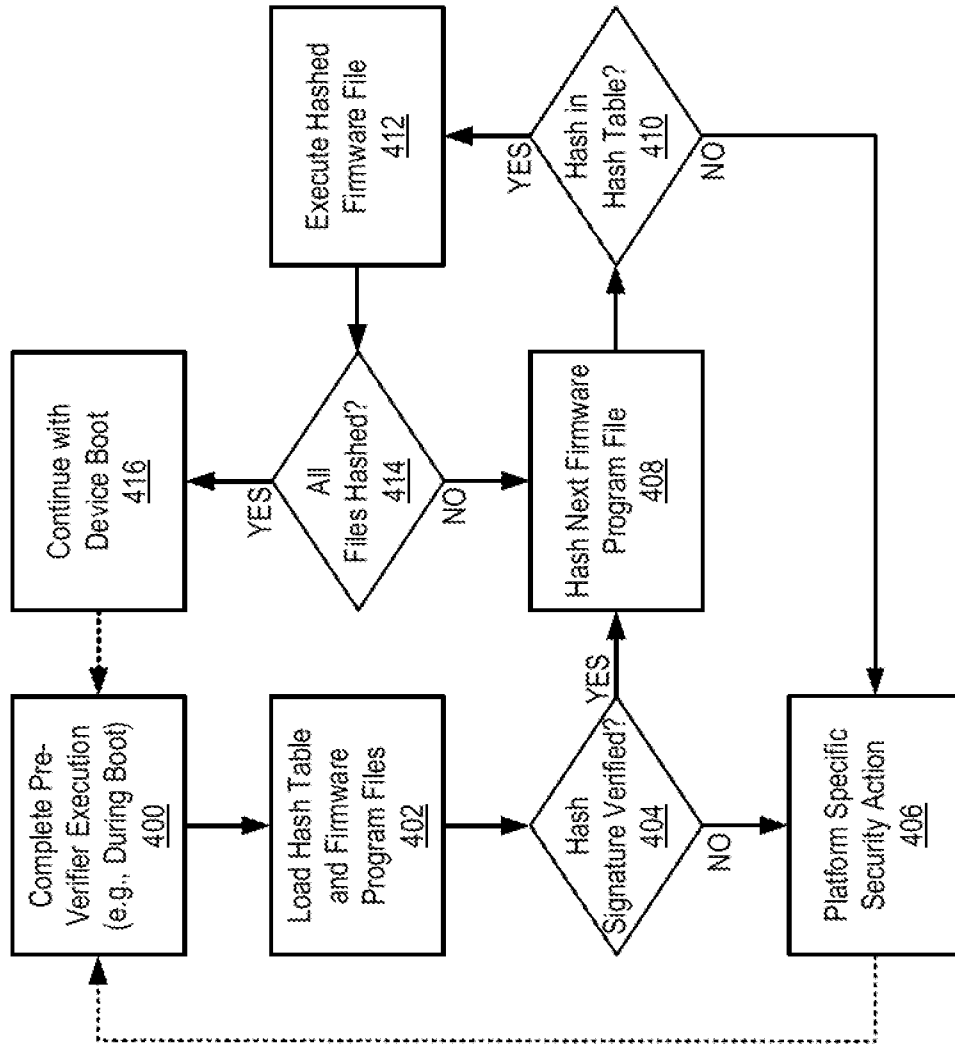 Complete Pre-
Verifier Execution
(e.g., During Boot)
400
Load Hash Table
and Firmware
Program Files
402
Hash
Signature Verified?
404
YES
NO
Platform Specific
Security Action
406
Hash Next Firmware
Program File
408
Hash in
Hash Table?
410
YES
NO
Execute Hashed
Firmware File
412
All
Files Hashed?
414
YES
NO
Continue with
Device Boot
416